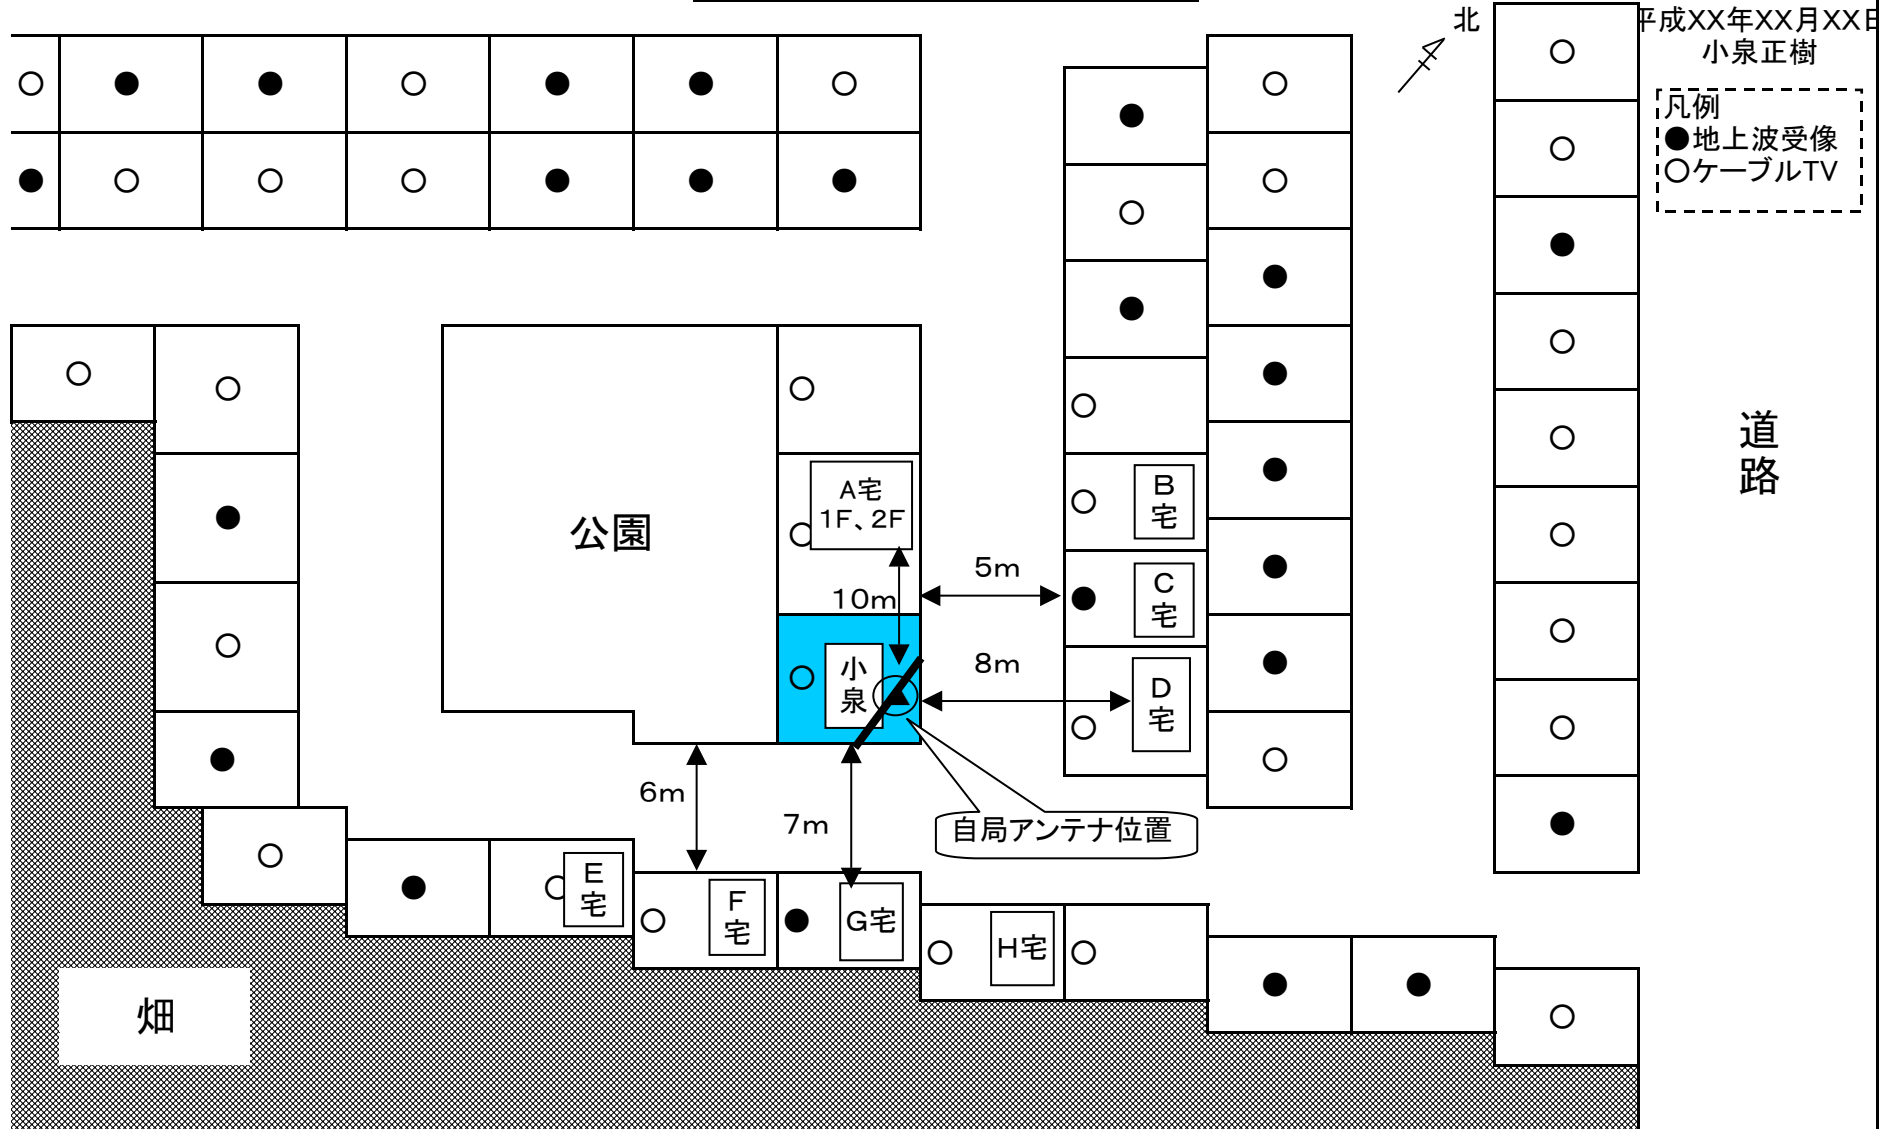 北
平成XX年XX月XX日
小泉正樹
凡例
●地上波受像
○ケーブルTV
道
路
公園
A宅
1F、2F
B
宅
5m
C
宅
10m
小
泉
8m
D
宅
6m
7m
自局アンテナ位置
E
宅
F
宅
G宅
H宅
畑